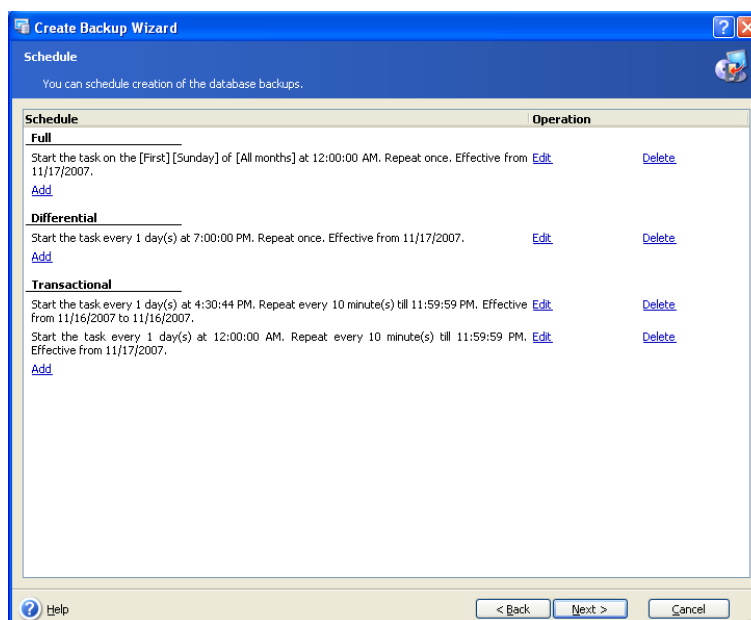 Create Backup Wizard
Schedule
You can schedule creation of the database backups.
Schedule Operation
Full
Start the task on the [First] [Sunday] of [All months] at 12:00:00 AM. Repeat once. Effective from Edit Delete
11/17/2007.
Add
Differential
Start the task every 1 day(s) at 7:00:00 PM. Repeat once. Effective from 11/17/2007. Edit Delete
Add
Transactional
Start the task every 1 day(s) at 4:30:44 PM. Repeat every 10 minute(s) till 11:59:59 PM. Effective Edit Delete
from 11/16/2007 to 11/16/2007.
Start the task every 1 day(s) at 12:00:00 AM. Repeat every 10 minute(s) till 11:59:59 PM. Edit Delete
Effective from 11/17/2007.
Add
Help < Back Next > Cancel